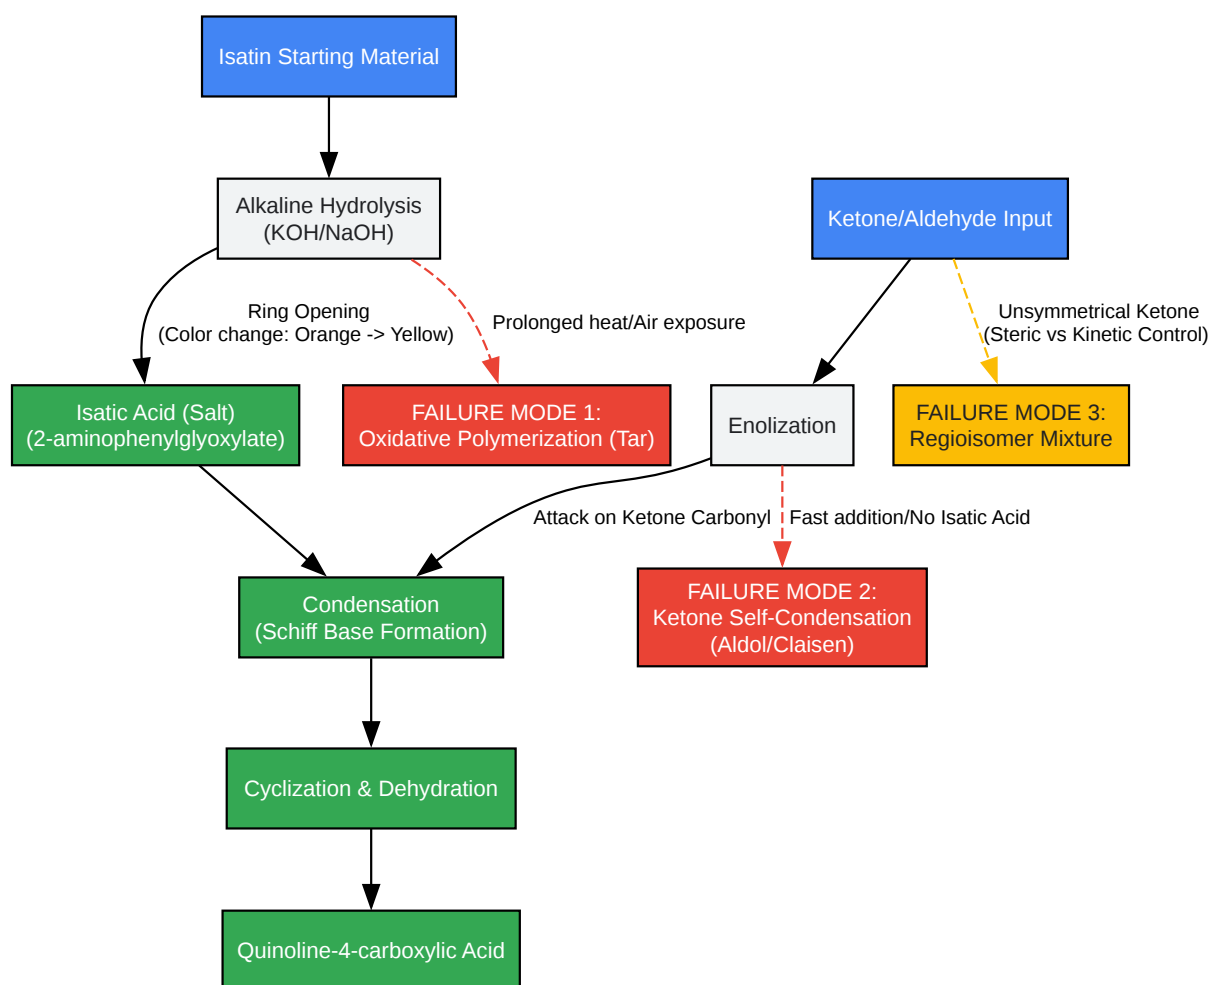 Isatin Starting Material
Alkaline Hydrolysis
(KOH/NaOH)
Ketone/Aldehyde Input
Ring Opening
(Color change: Orange -> Yellow)
Prolonged heat/Air exposure
Unsymmetrical Ketone
(Steric vs Kinetic Control)
Isatic Acid (Salt)
(2-aminophenylglyoxylate)
FAILURE MODE 1:
Oxidative Polymerization (Tar)
Enolization
FAILURE MODE 3:
Regioisomer Mixture
Attack on Ketone Carbonyl
Fast addition/No Isatic Acid
Condensation
(Schiff Base Formation)
FAILURE MODE 2:
Ketone Self-Condensation
(Aldol/Claisen)
Cyclization & Dehydration
Quinoline-4-carboxylic Acid